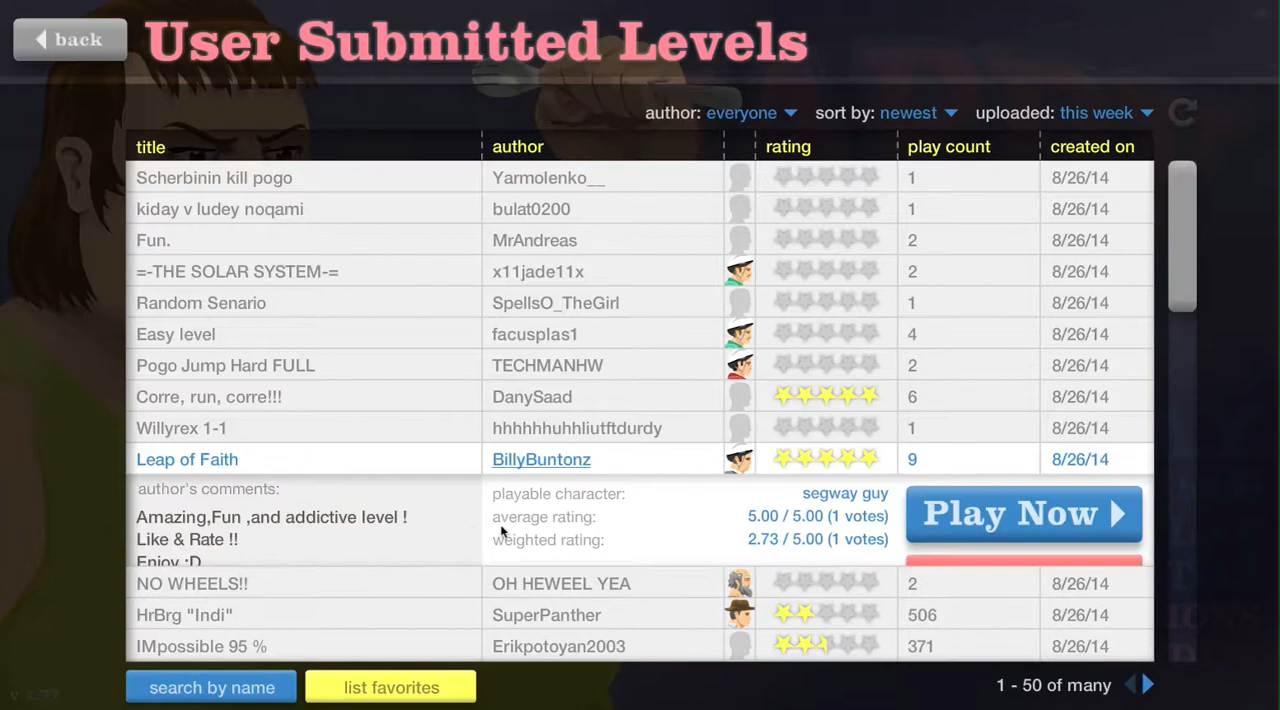 back
User Submitted Levels
author: everyone sort by: newest uploaded: this week
title author rating play count created on
Scherbinin kill pogo Yarmolenko__ 1 8/26/14
kiday v ludey noqami bulat0200 1 8/26/14
Fun. MrAndreas 2 8/26/14
=-THE SOLAR SYSTEM-= x11jade11x 2 8/26/14
Random Senario SpellsO_TheGirl 1 8/26/14
Easy level facusplas1 4 8/26/14
Pogo Jump Hard FULL TECHMANHW 2 8/26/14
Corre, run, corre!!! DanySaad 6 8/26/14
Willyrex 1-1 hhhhhhuhhliutftdurdy 1 8/26/14
Leap of Faith BillyButonz 9 8/26/14
author's comments: playable character: segway guy
Amazing,Fun ,and addictive level ! average rating: 5.00 / 5.00 (1 votes) Play Now
Like & Rate !! weighted rating: 2.73 / 5.00 (1 votes)
Enjoy :D
NO WHEELS!! OH HEWEEL YEA 2 8/26/14
HrBrg "Indi" SuperPanther 506 8/26/14
IMpossible 95 % Erikpotoyan2003 371 8/26/14
search by name list favorites 1 - 50 of many